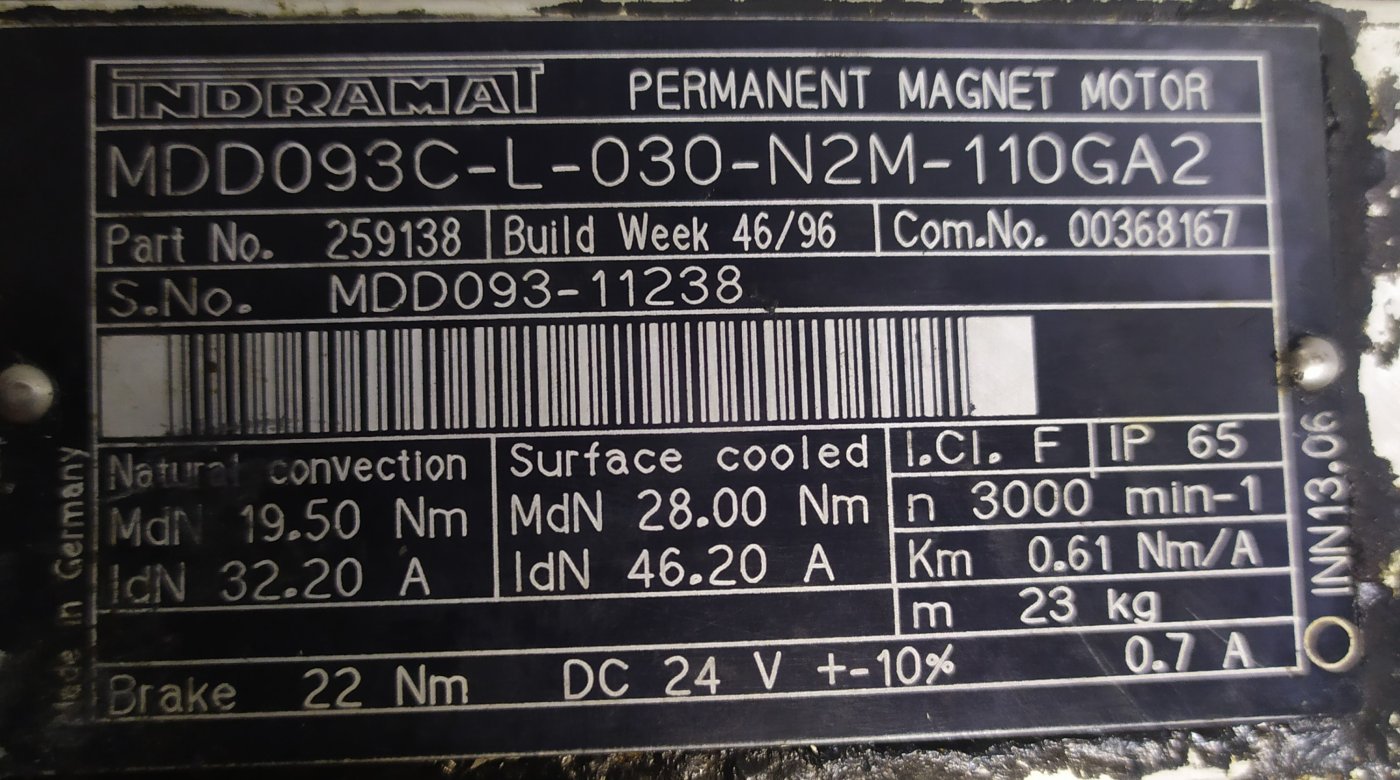 INDRAMAT PERMANENT MAGNET MOTOR
MDD093C-L-030-N2M-110GA2
Part No. 259138 Build Week 46/96 Com.No. 00368167
S.No. MDD093-11238
Natural convection
MdN 19.50 Nm
IdN 32.20 A
Surface cooled
MdN 28.00 Nm
IdN 46.20 A
I.Cl. F IP 65
n 3000 min-1
Km 0.61 Nm/A
m 23 kg
Brake 22 Nm DC 24 V +-10% 0.7 A
Made in Germany
INN13.06